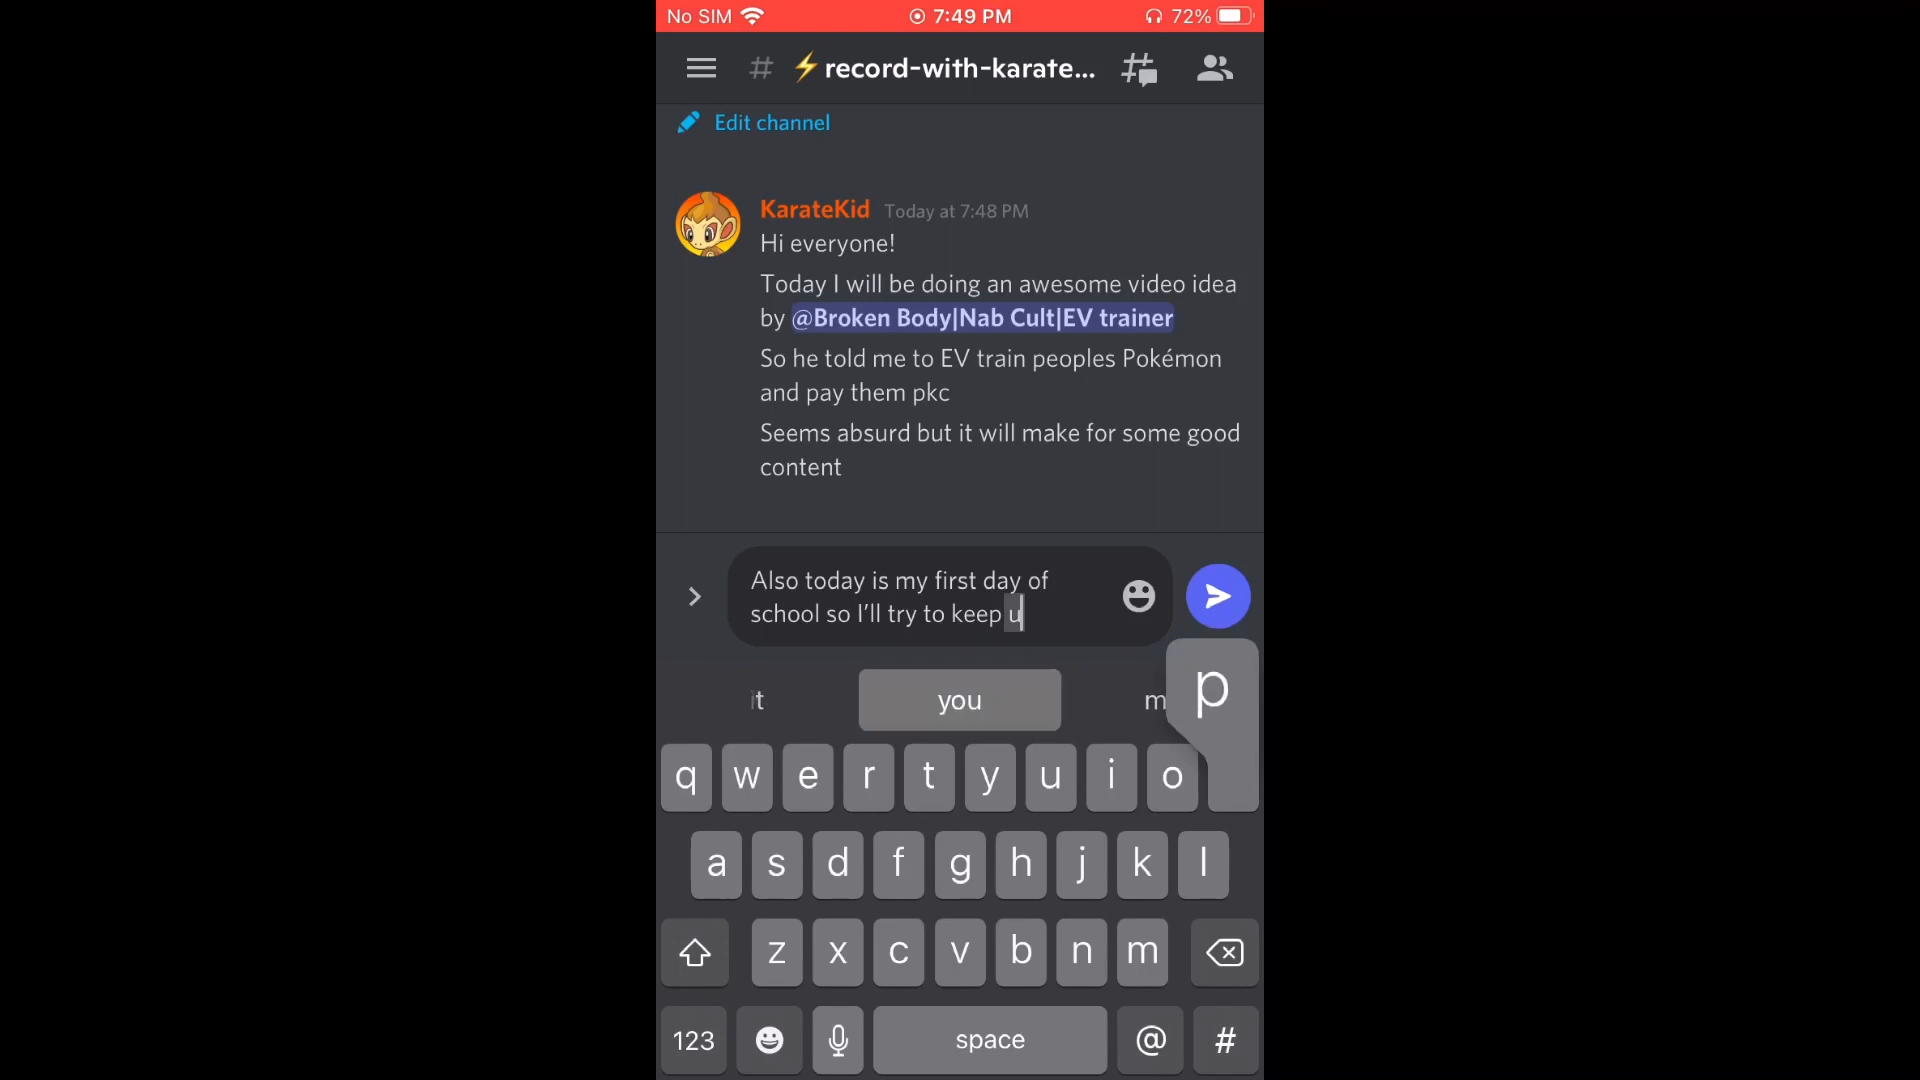 No SIM 7:49 PM 72%
# ⚡record-with-karate...
Edit channel
KarateKid Today at 7:48 PM
Hi everyone!
Today I will be doing an awesome video idea
by @Broken Body|Nab Cult|EV trainer
So he told me to EV train peoples Pokémon
and pay them pkc
Seems absurd but it will make for some good
content
Also today is my first day of
school so I’ll try to keep u
it you m
p
q w e r t y u i o
a s d f g h j k l
z x c v b n m
123 space @ #